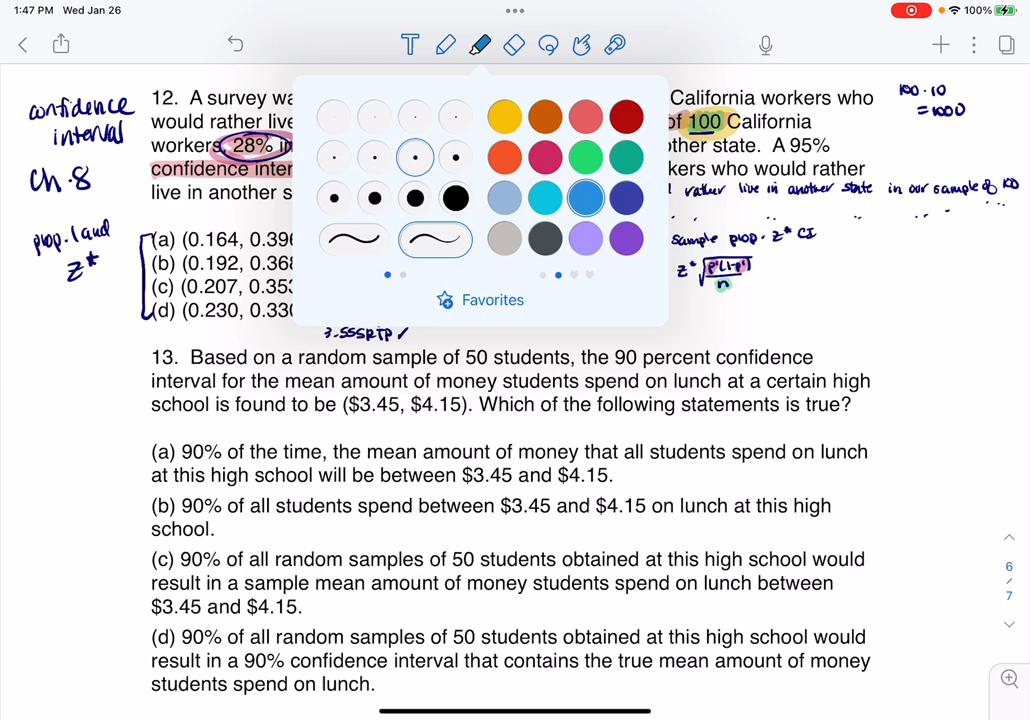 1:47 PM Wed Jan 26
100%
T
confidence
interval
ch.8
prop. 1 and
z*
12. A survey wa
would rather live
workers, 28% in
confidence inter
live in another s
California workers who
of 100 California
other state. A 95%
kers who would rather
100·10
=1000
rather live in another state in our sample of 100
sample prop. z* CI
z* √p'(1-p')
n
(a) (0.164, 0.396
(b) (0.192, 0.368
(c) (0.207, 0.353
(d) (0.230, 0.330
Favorites
13. Based on a random sample of 50 students, the 90 percent confidence
interval for the mean amount of money students spend on lunch at a certain high
school is found to be ($3.45, $4.15). Which of the following statements is true?
(a) 90% of the time, the mean amount of money that all students spend on lunch
at this high school will be between $3.45 and $4.15.
(b) 90% of all students spend between $3.45 and $4.15 on lunch at this high
school.
(c) 90% of all random samples of 50 students obtained at this high school would
result in a sample mean amount of money students spend on lunch between
$3.45 and $4.15.
(d) 90% of all random samples of 50 students obtained at this high school would
result in a 90% confidence interval that contains the true mean amount of money
students spend on lunch.
6
/
7